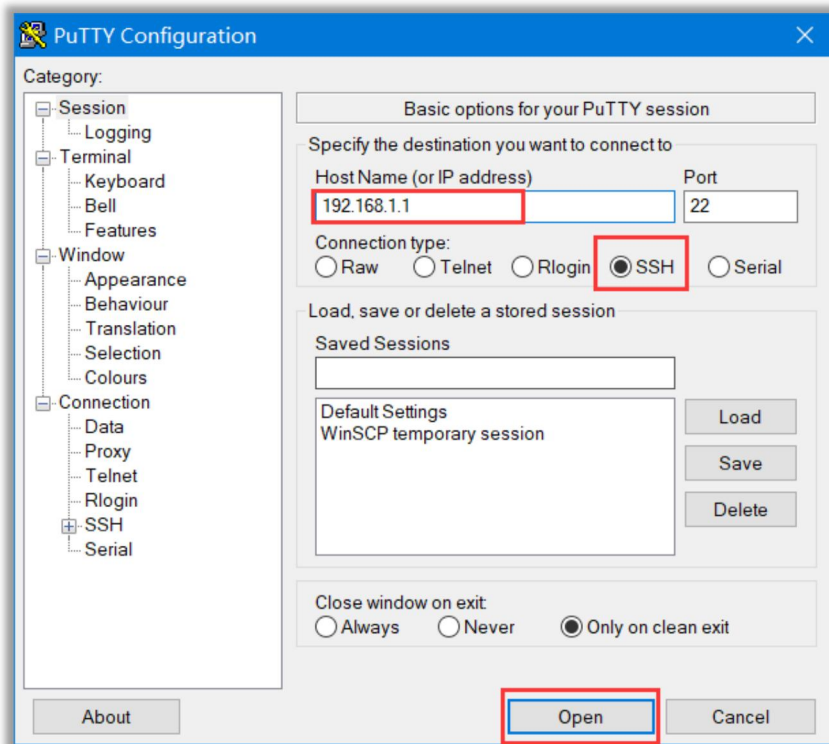 PuTTY Configuration
Category:
Session
Logging
Terminal
Keyboard
Bell
Features
Window
Appearance
Behaviour
Translation
Selection
Colours
Connection
Data
Proxy
Telnet
Rlogin
SSH
Serial
Basic options for your PuTTY session
Specify the destination you want to connect to
Host Name (or IP address) Port
192.168.1.1 22
Connection type:
Raw Telnet Rlogin SSH Serial
Load, save or delete a stored session
Saved Sessions
Default Settings
WinSCP temporary session
Load
Save
Delete
Close window on exit:
Always Never Only on clean exit
About Open Cancel